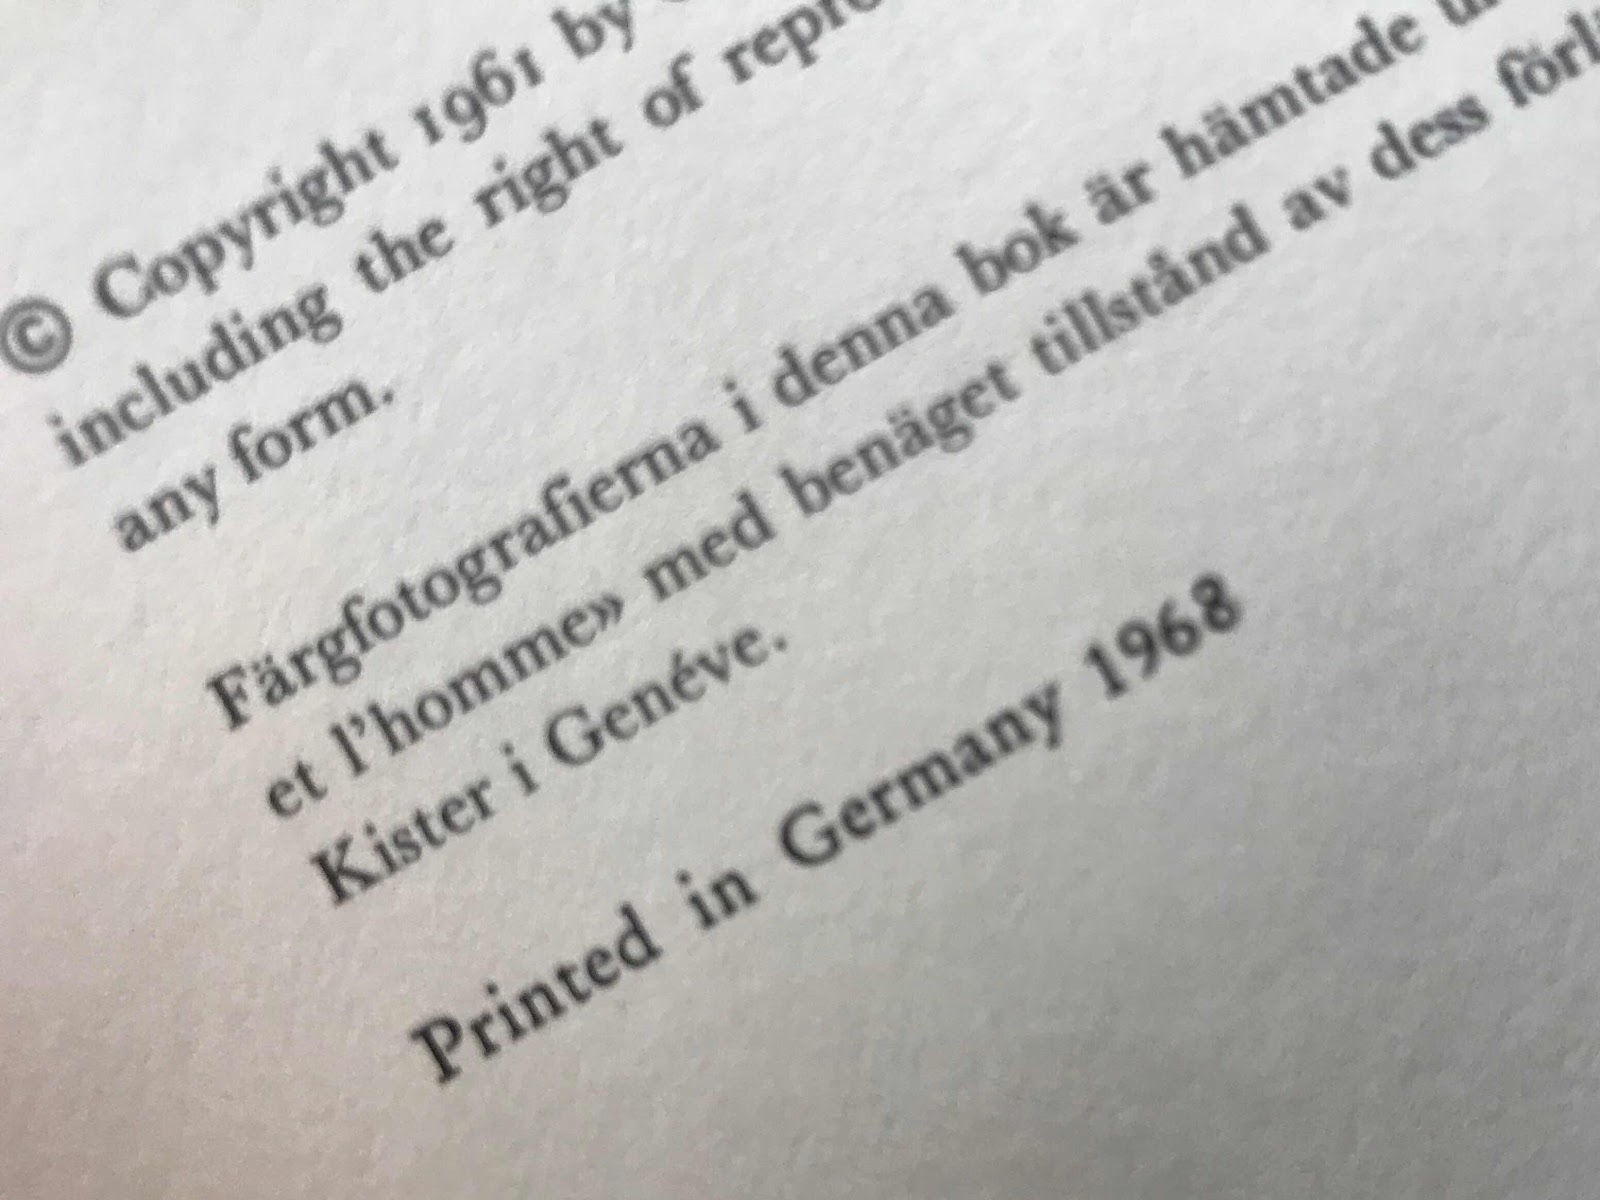 © Copyright 1961 by
including the right of
any form.
Färgfotografierna i denna bok är hämtade
et l'homme» med benäget tillstånd av dess
Kister i Genéve.
Printed in Germany 1968